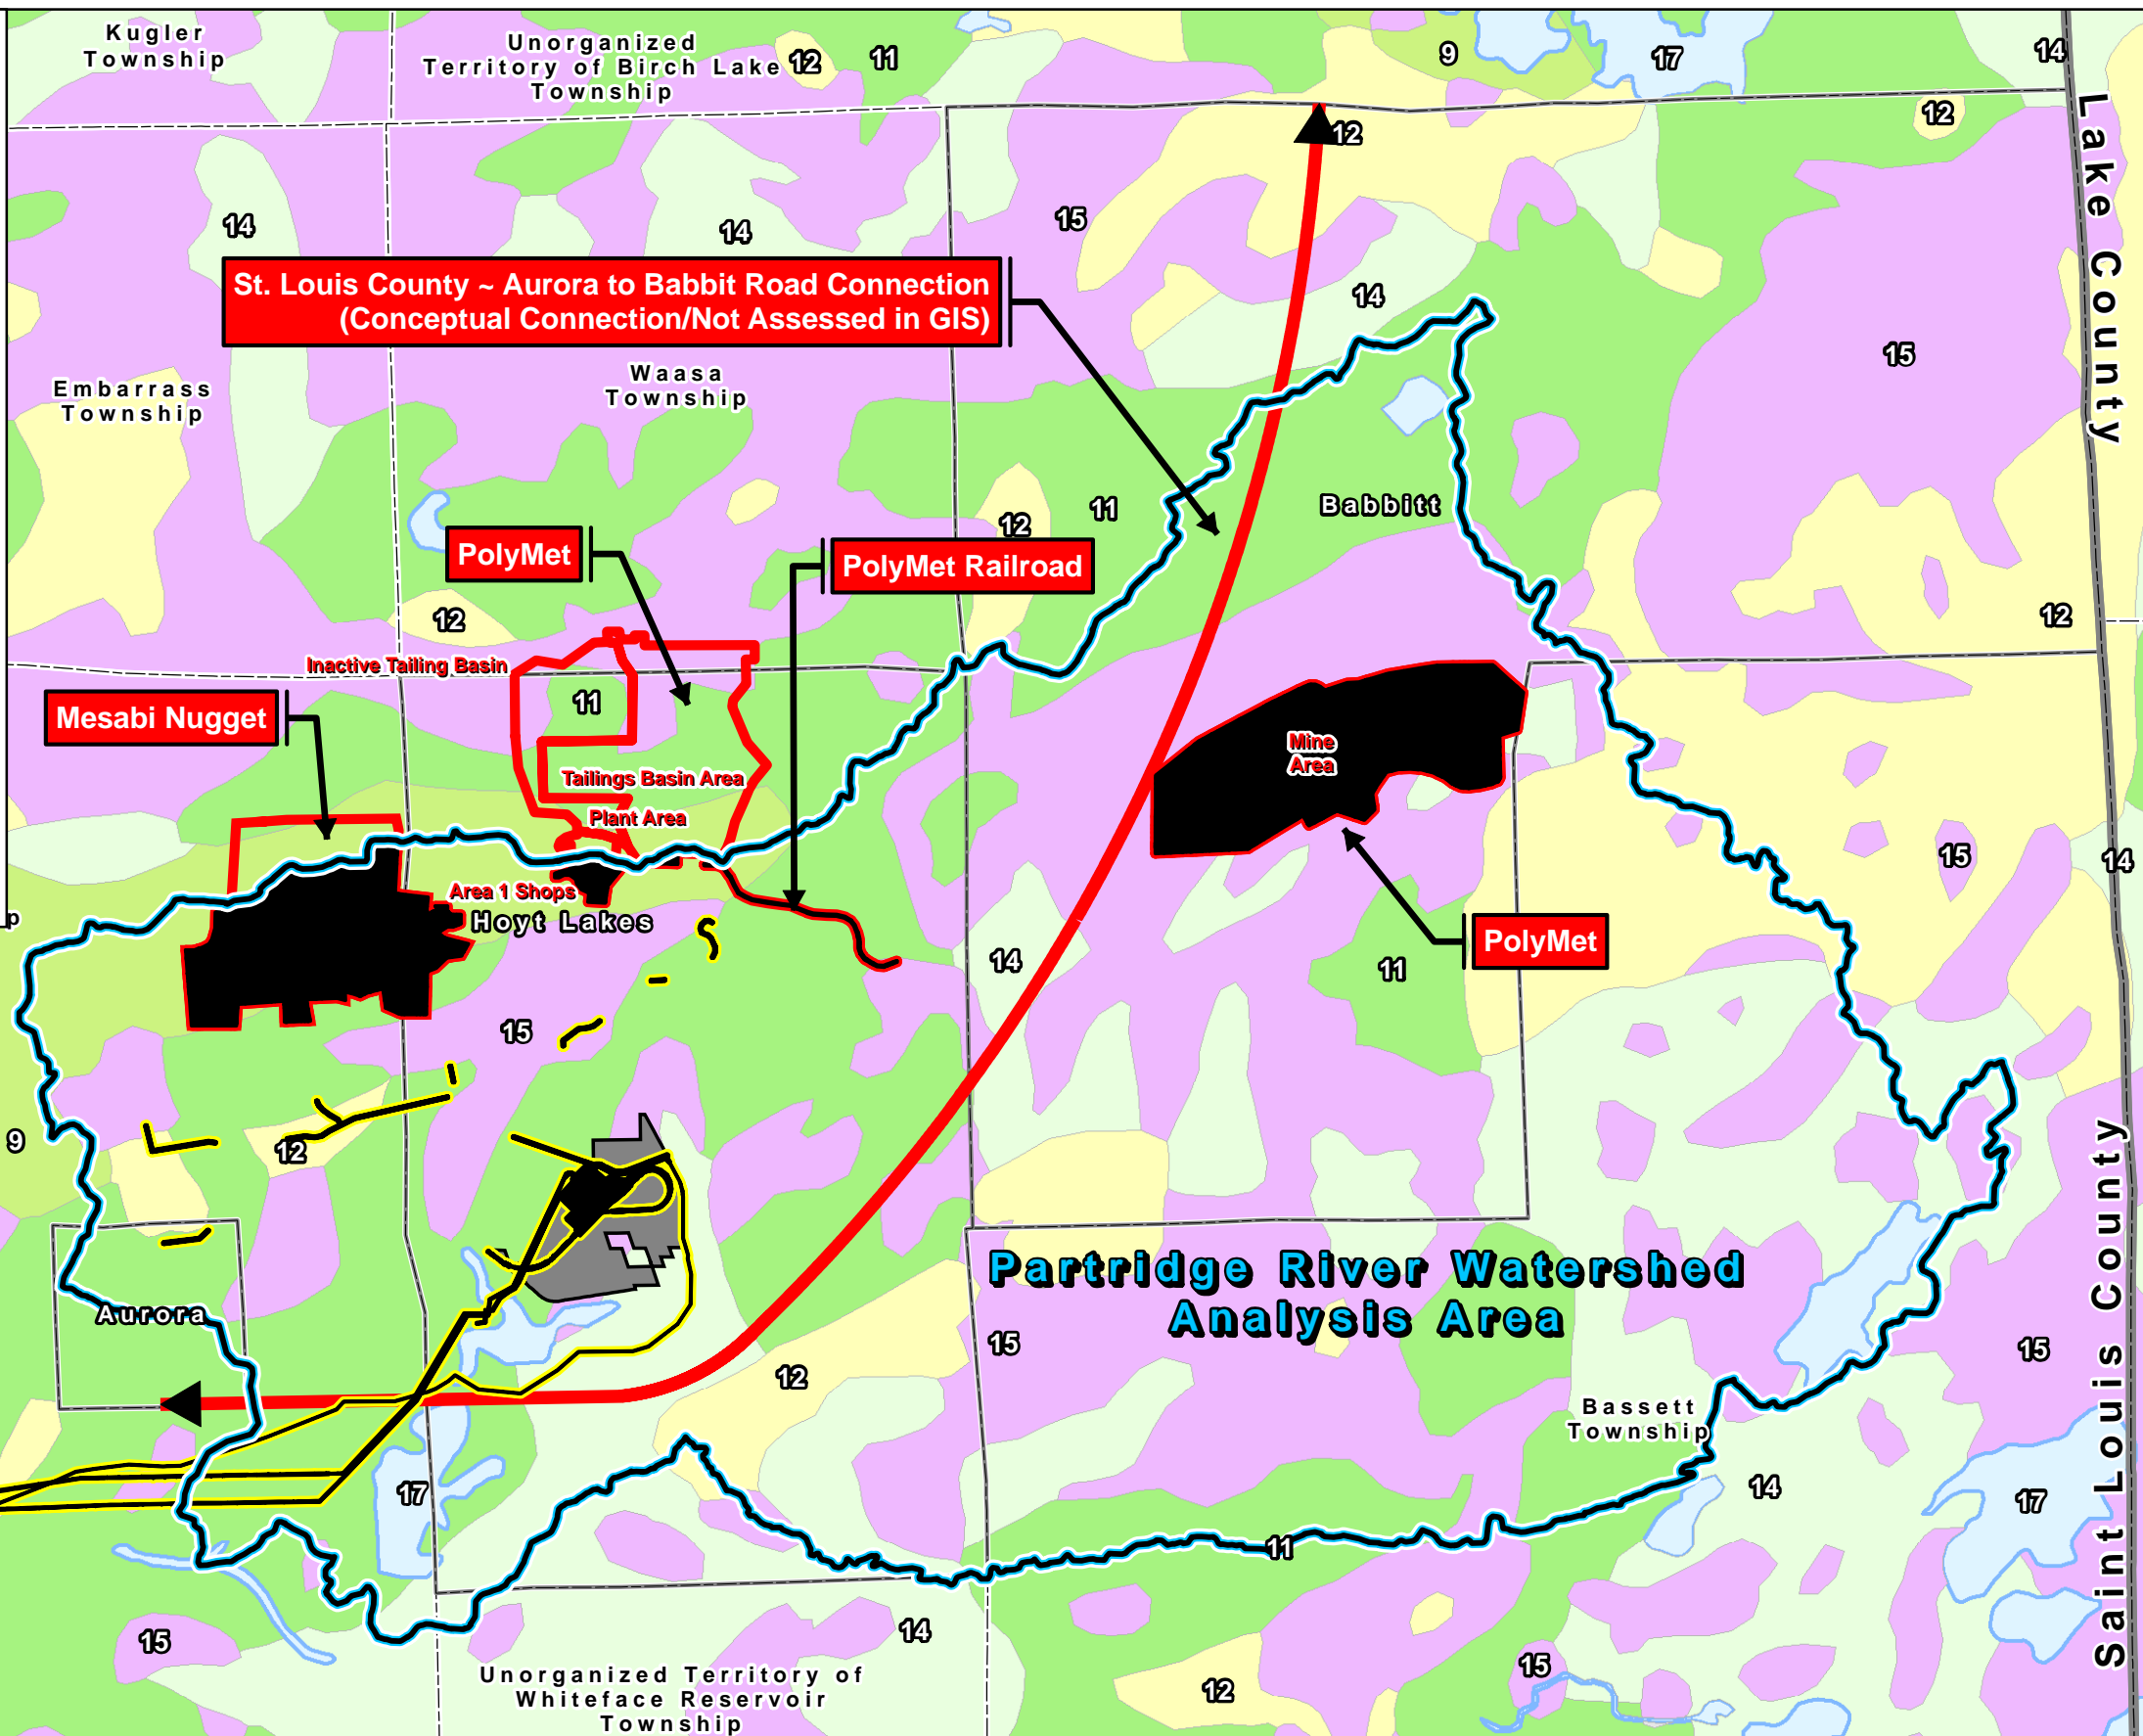 Kugler
Township
Unorganized
Territory of Birch Lake
Township
12
11
9
17
14
12
12
Lake County
14
14
15
St. Louis County ~ Aurora to Babbit Road Connection
(Conceptual Connection/Not Assessed in GIS)
14
15
Embarrass
Township
Waasa
Township
11
12
Babbitt
PolyMet
PolyMet Railroad
12
12
Inactive Tailing Basin
11
Mesabi Nugget
Mine
Area
Tailings Basin Area
Plant Area
15
14
Area 1 Shops
Hoyt Lakes
p
PolyMet
14
11
15
9
12
Saint Louis County
Partridge River Watershed
Analysis Area
Aurora
15
15
12
Bassett
Township
17
14
17
11
15
14
15
Unorganized Territory of
Whiteface Reservoir
Township
12